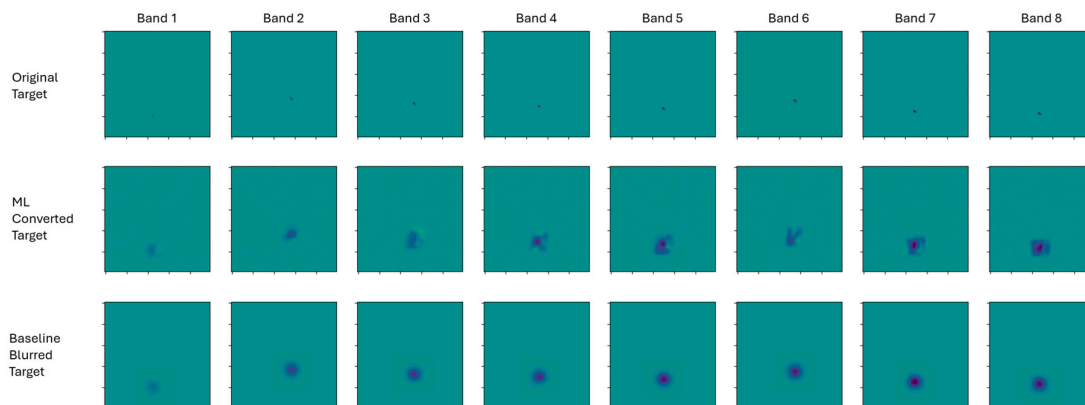 Band 1 Band 2 Band 3 Band 4 Band 5 Band 6 Band 7 Band 8
Original
Target
ML
Converted
Target
Baseline
Blurred
Target